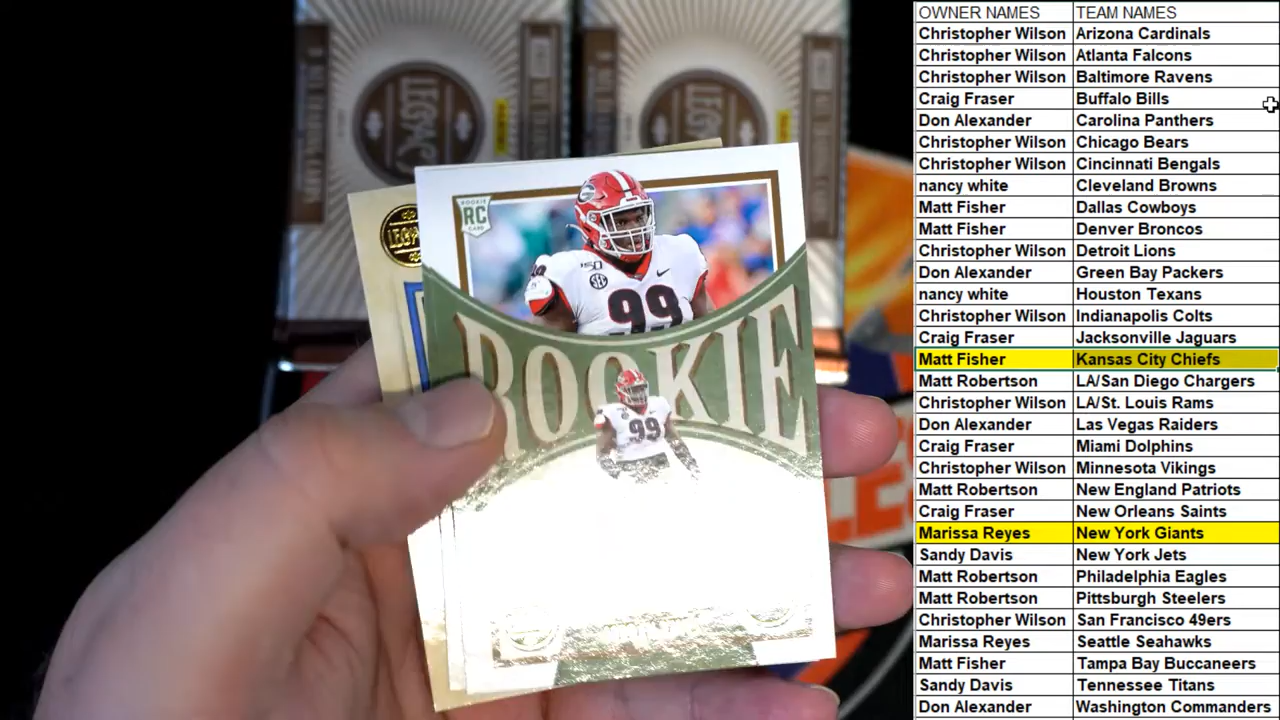 OWNER NAMES TEAM NAMES
Christopher Wilson Arizona Cardinals
Christopher Wilson Atlanta Falcons
Christopher Wilson Baltimore Ravens
Craig Fraser Buffalo Bills
Don Alexander Carolina Panthers
Christopher Wilson Chicago Bears
Christopher Wilson Cincinnati Bengals
nancy white Cleveland Browns
Matt Fisher Dallas Cowboys
Matt Fisher Denver Broncos
Christopher Wilson Detroit Lions
Don Alexander Green Bay Packers
nancy white Houston Texans
Christopher Wilson Indianapolis Colts
Craig Fraser Jacksonville Jaguars
Matt Fisher Kansas City Chiefs
Matt Robertson LA/San Diego Chargers
Christopher Wilson LA/St. Louis Rams
Don Alexander Las Vegas Raiders
Craig Fraser Miami Dolphins
Christopher Wilson Minnesota Vikings
Matt Robertson New England Patriots
Craig Fraser New Orleans Saints
Marissa Reyes New York Giants
Sandy Davis New York Jets
Matt Robertson Philadelphia Eagles
Matt Robertson Pittsburgh Steelers
Christopher Wilson San Francisco 49ers
Marissa Reyes Seattle Seahawks
Matt Fisher Tampa Bay Buccaneers
Sandy Davis Tennessee Titans
Don Alexander Washington Commanders
LEGACY
LEGACY
ROOKIE
RC
CARD
150
SEC
99
ROOKIE
99